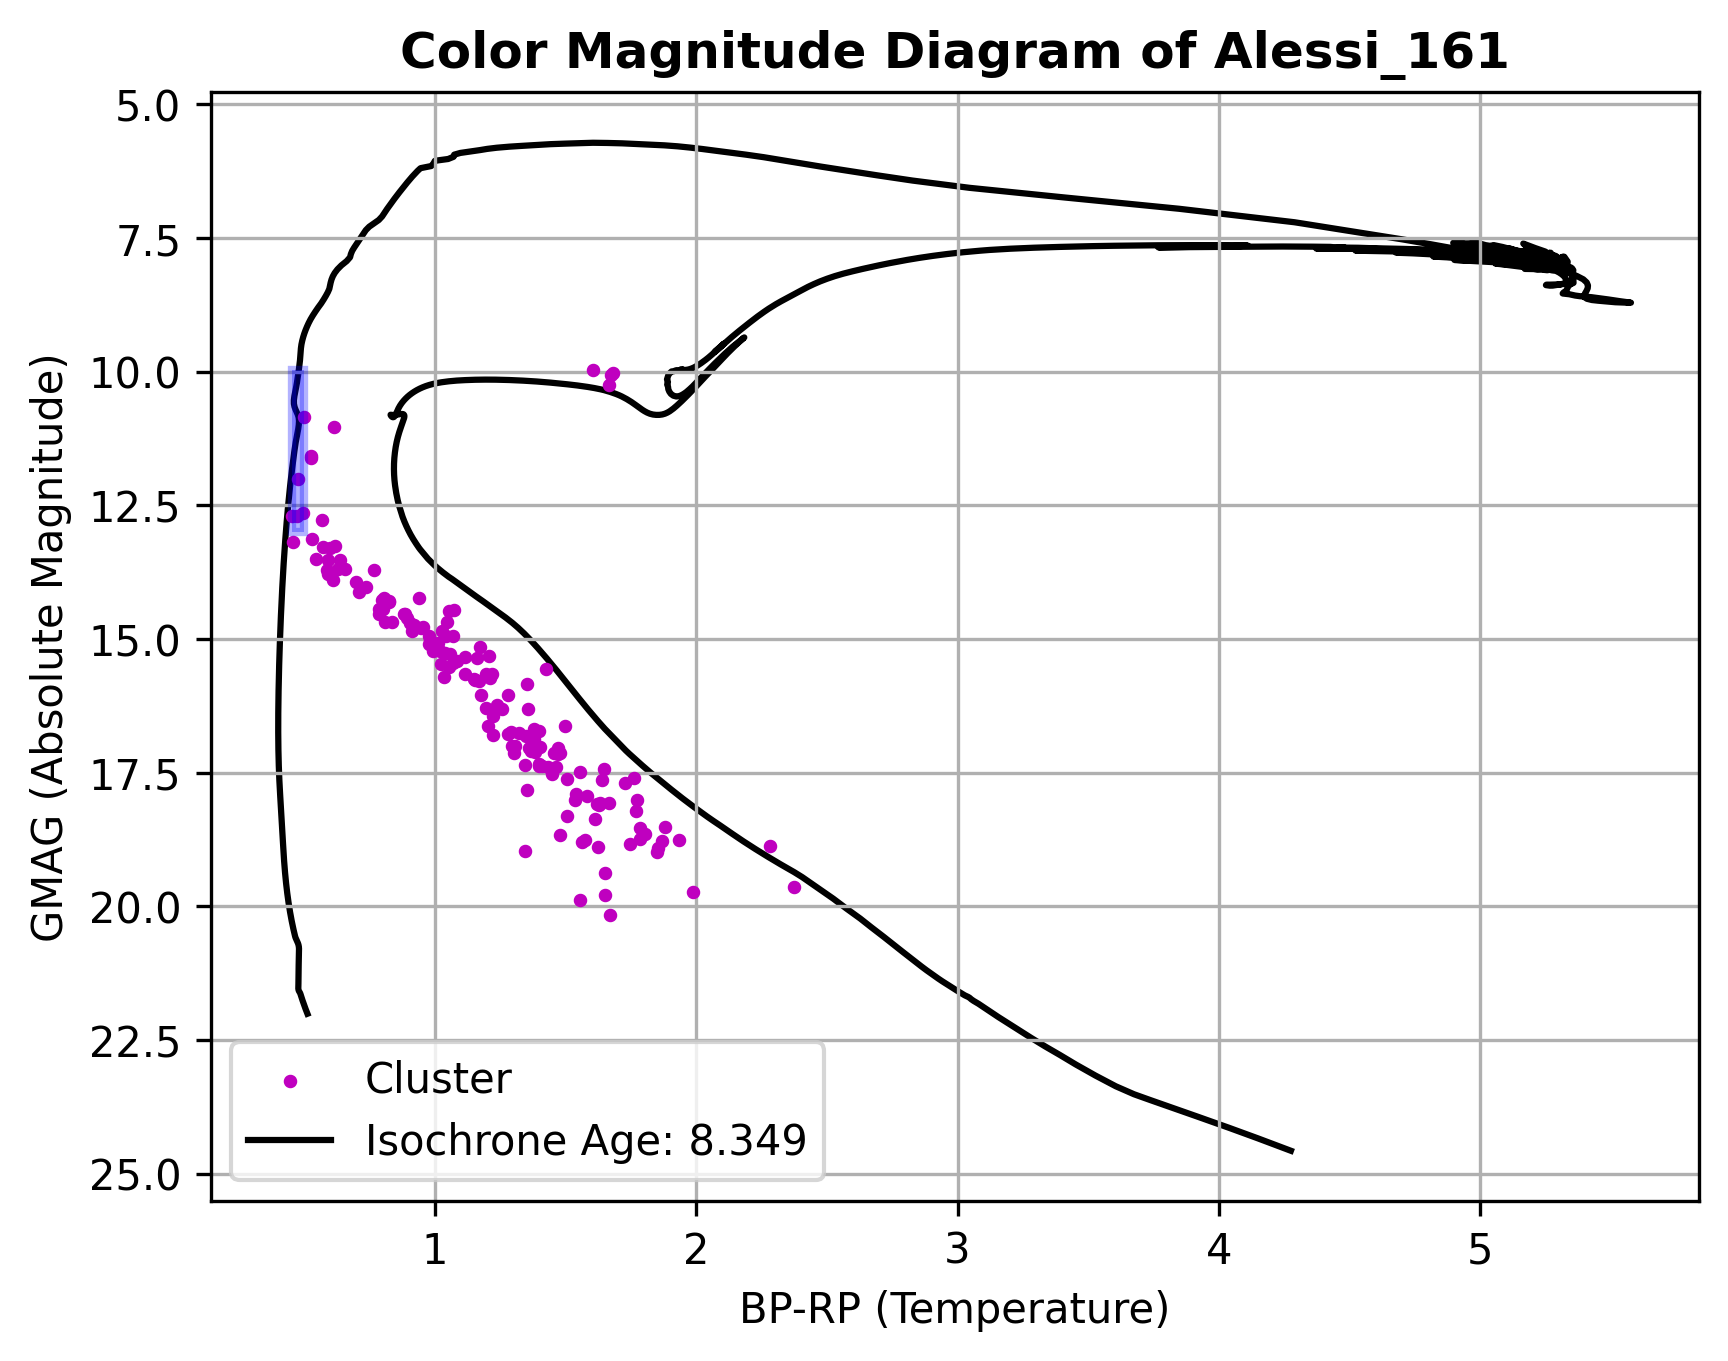 Color Magnitude Diagram of Alessi_161
GMAG (Absolute Magnitude)
5.0
7.5
10.0
12.5
15.0
17.5
20.0
22.5
25.0
Cluster
Isochrone Age: 8.349
1 2 3 4 5
BP-RP (Temperature)